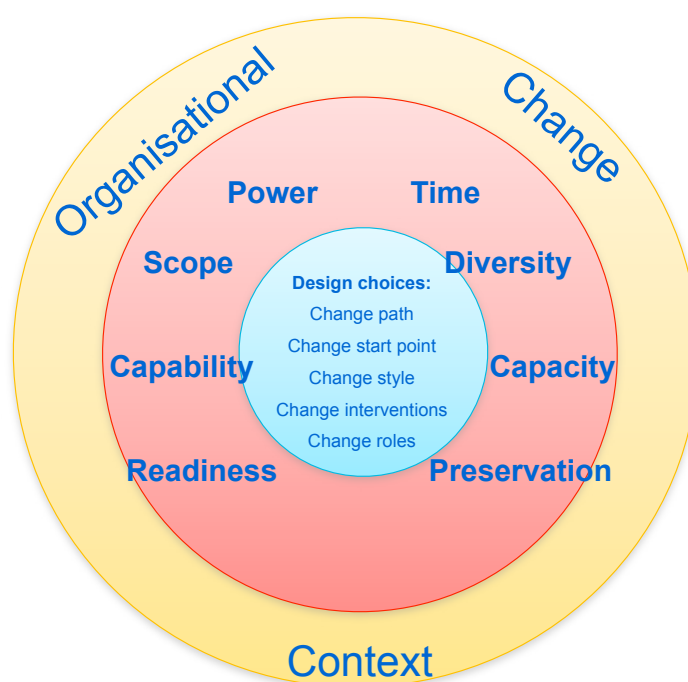 Organisational
Change
Power
Time
Scope
Diversity
Design choices:
Change path
Change start point
Change style
Change interventions
Change roles
Capability
Capacity
Readiness
Preservation
Context